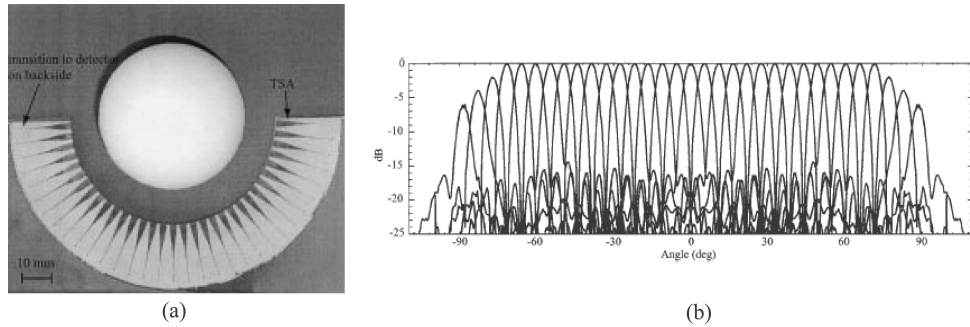 transition to detector
on backside
TSA
10 mm
(a)
0
-5
-10
-15
-20
-25
dB
-90
-60
-30
0
30
60
90
Angle (deg)
(b)